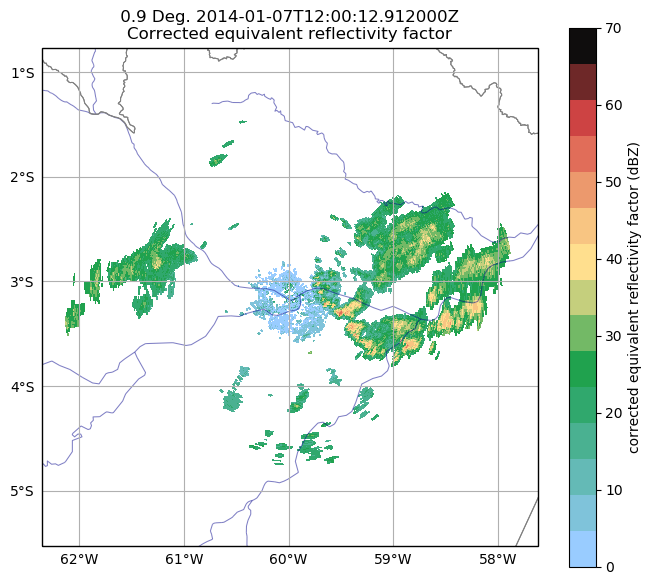 0.9 Deg. 2014-01-07T12:00:12.912000Z
Corrected equivalent reflectivity factor
1°S
2°S
3°S
4°S
5°S
62°W
61°W
60°W
59°W
58°W
70
60
50
40
30
20
10
0
corrected equivalent reflectivity factor (dBZ)